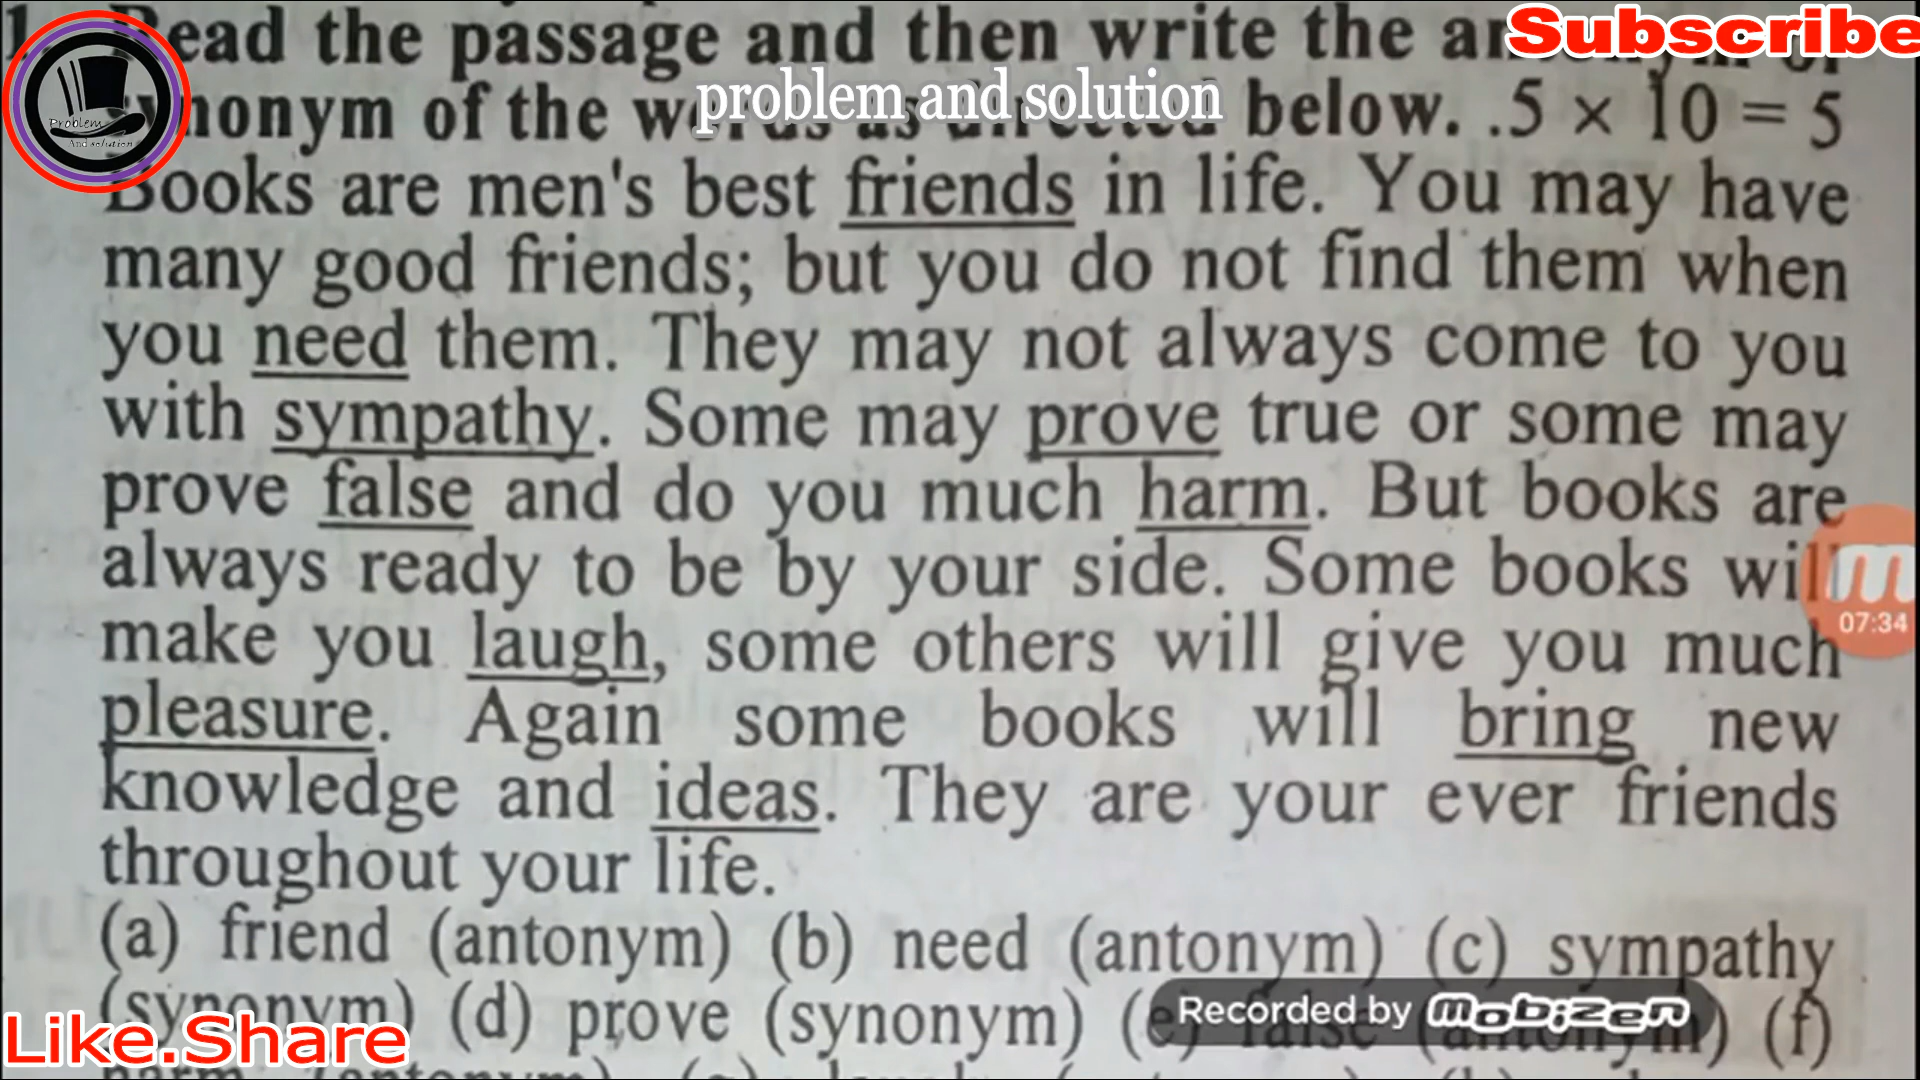 Read the passage and then write the
Subscribe
problem and solution
synonym of the below. .5 × 10 = 5
Problem
And solution
Books are men's best friends in life. You may have
many good friends; but you do not find them when
you need them. They may not always come to you
with sympathy. Some may prove true or some may
prove false and do you much harm. But books are
always ready to be by your side. Some books will
make you laugh, some others will give you much
07:34
pleasure. Again some books will bring new
knowledge and ideas. They are your ever friends
throughout your life.
(a) friend (antonym) (b) need (antonym) (c) sympathy
(synonym) (d) prove (synonym) (e) false (antonym) (f)
Recorded by Mobizen
Like.Share